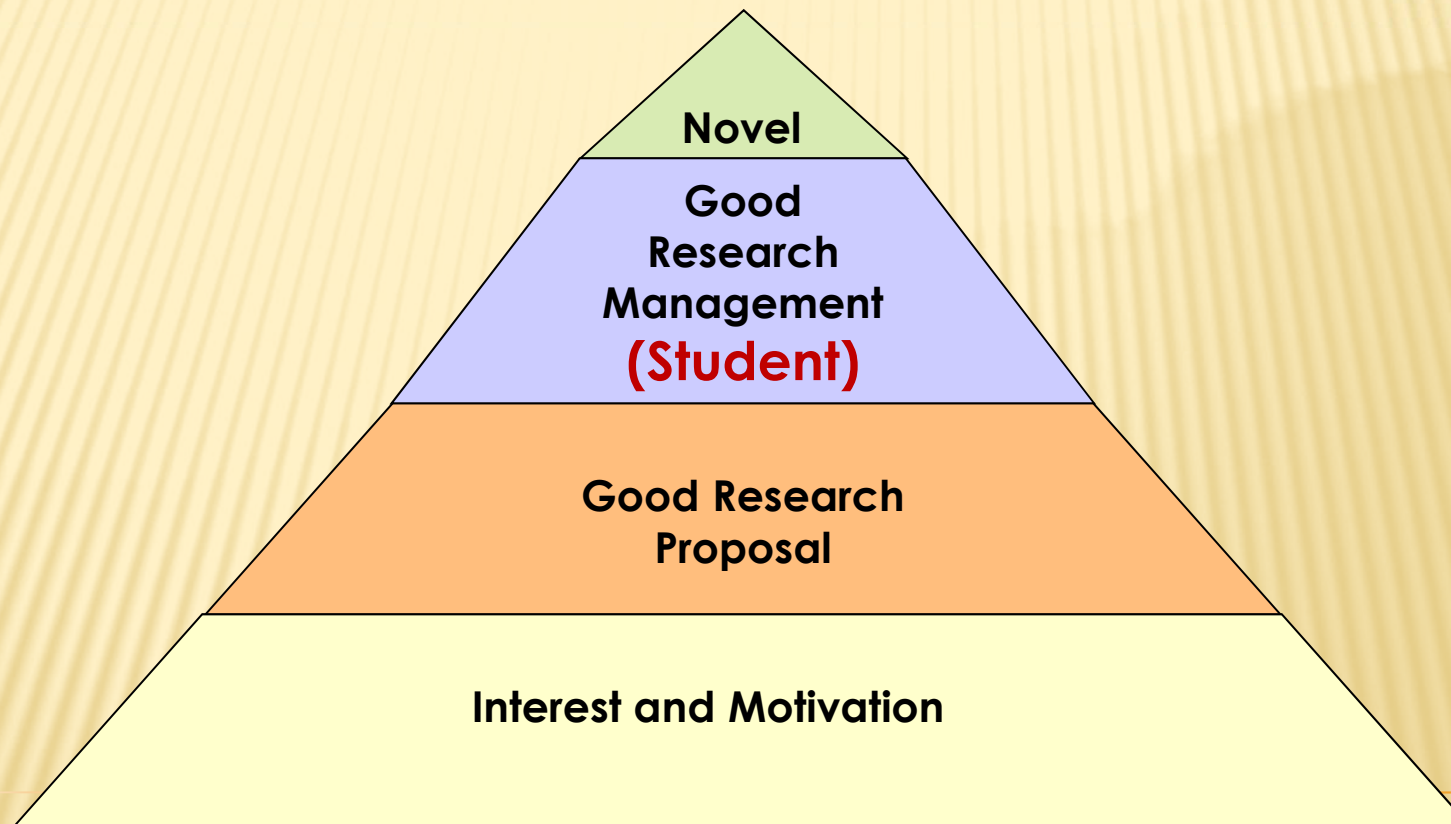 Novel
Good
Research
Management
(Student)
Good Research
Proposal
Interest and Motivation